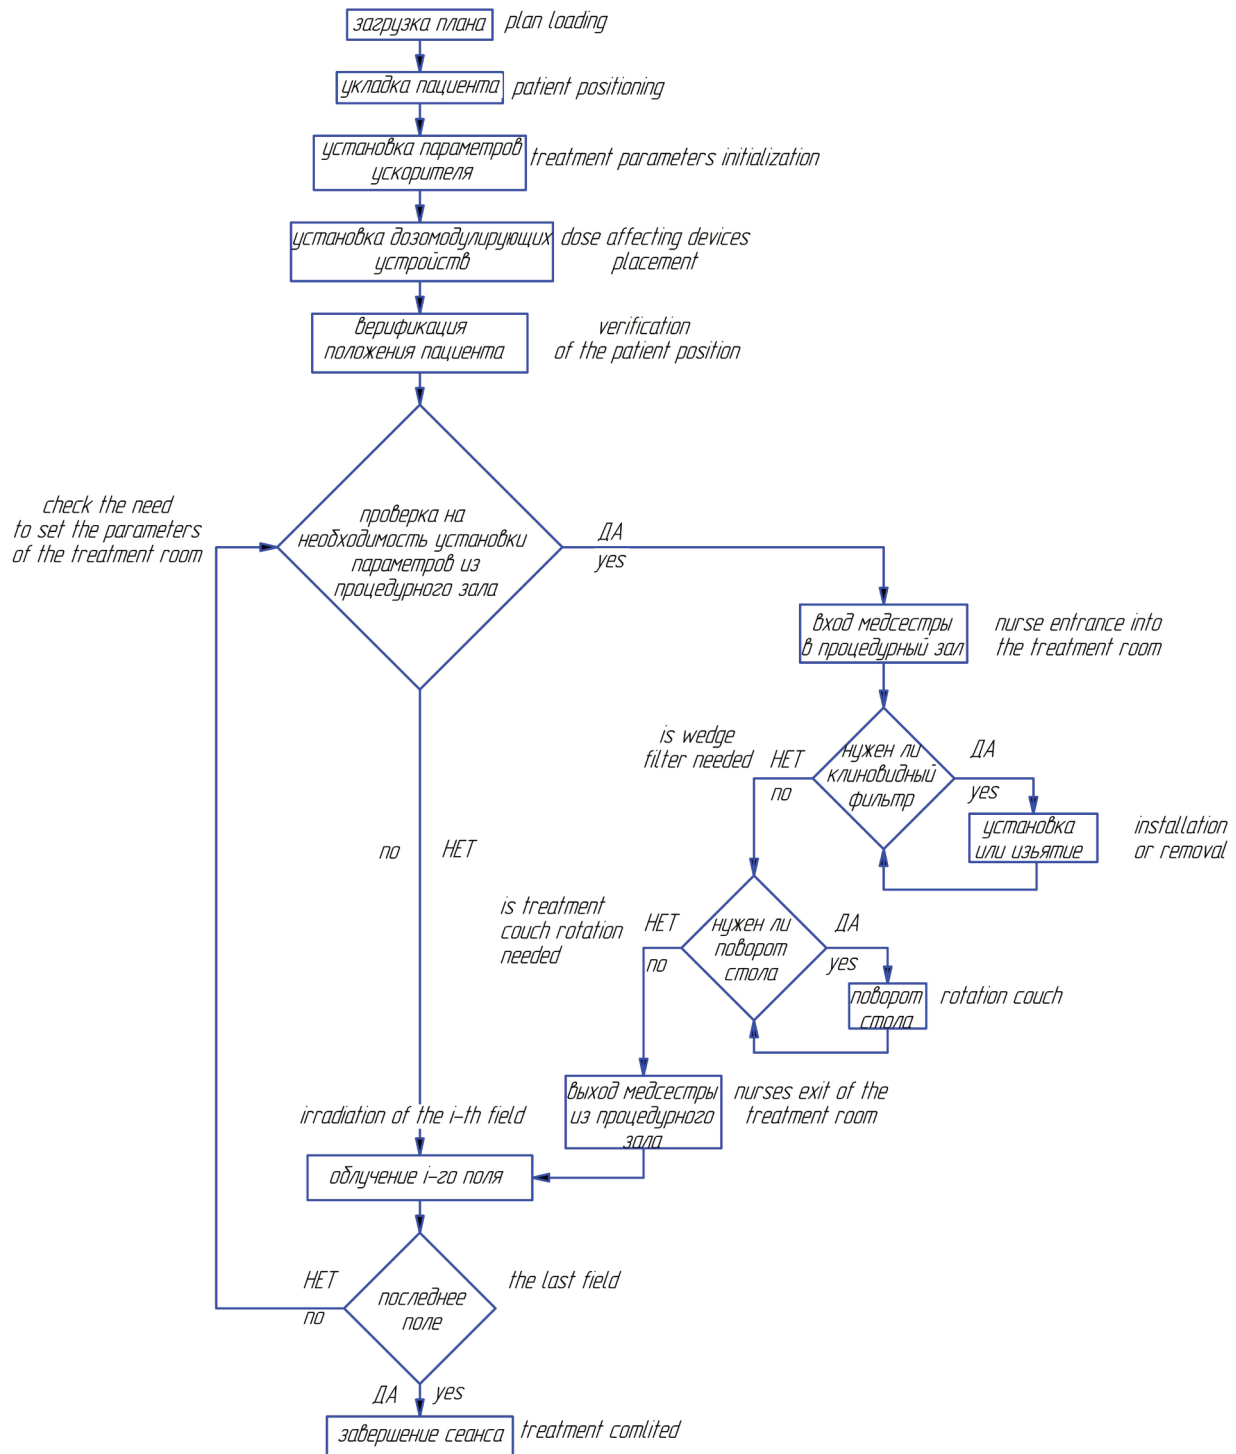 загрузка плана
plan loading
укладка пациента
patient positioning
установка параметров
ускорителя
treatment parameters initialization
установка дозомодулирующих
устройств
dose affecting devices
placement
верификация
положения пациента
verification
of the patient position
check the need
to set the parameters
of the treatment room
проверка на
необходимость установки
параметров из
процедурного зала
ДА
yes
вход медсестры
в процедурный зал
nurse entrance into
the treatment room
is wedge
filter needed
НЕТ
no
нужен ли
клиновидный
фильтр
ДА
yes
установка
или изьятие
installation
or removal
no
НЕТ
is treatment
couch rotation
needed
НЕТ
no
нужен ли
поворот
стола
ДА
yes
поворот
стола
rotation couch
выход медсестры
из процедурного
зала
nurses exit of the
treatment room
irradiation of the i-th field
облучение i-го поля
НЕТ
no
последнее
поле
the last field
ДА
yes
завершение сеанса
treatment comlited